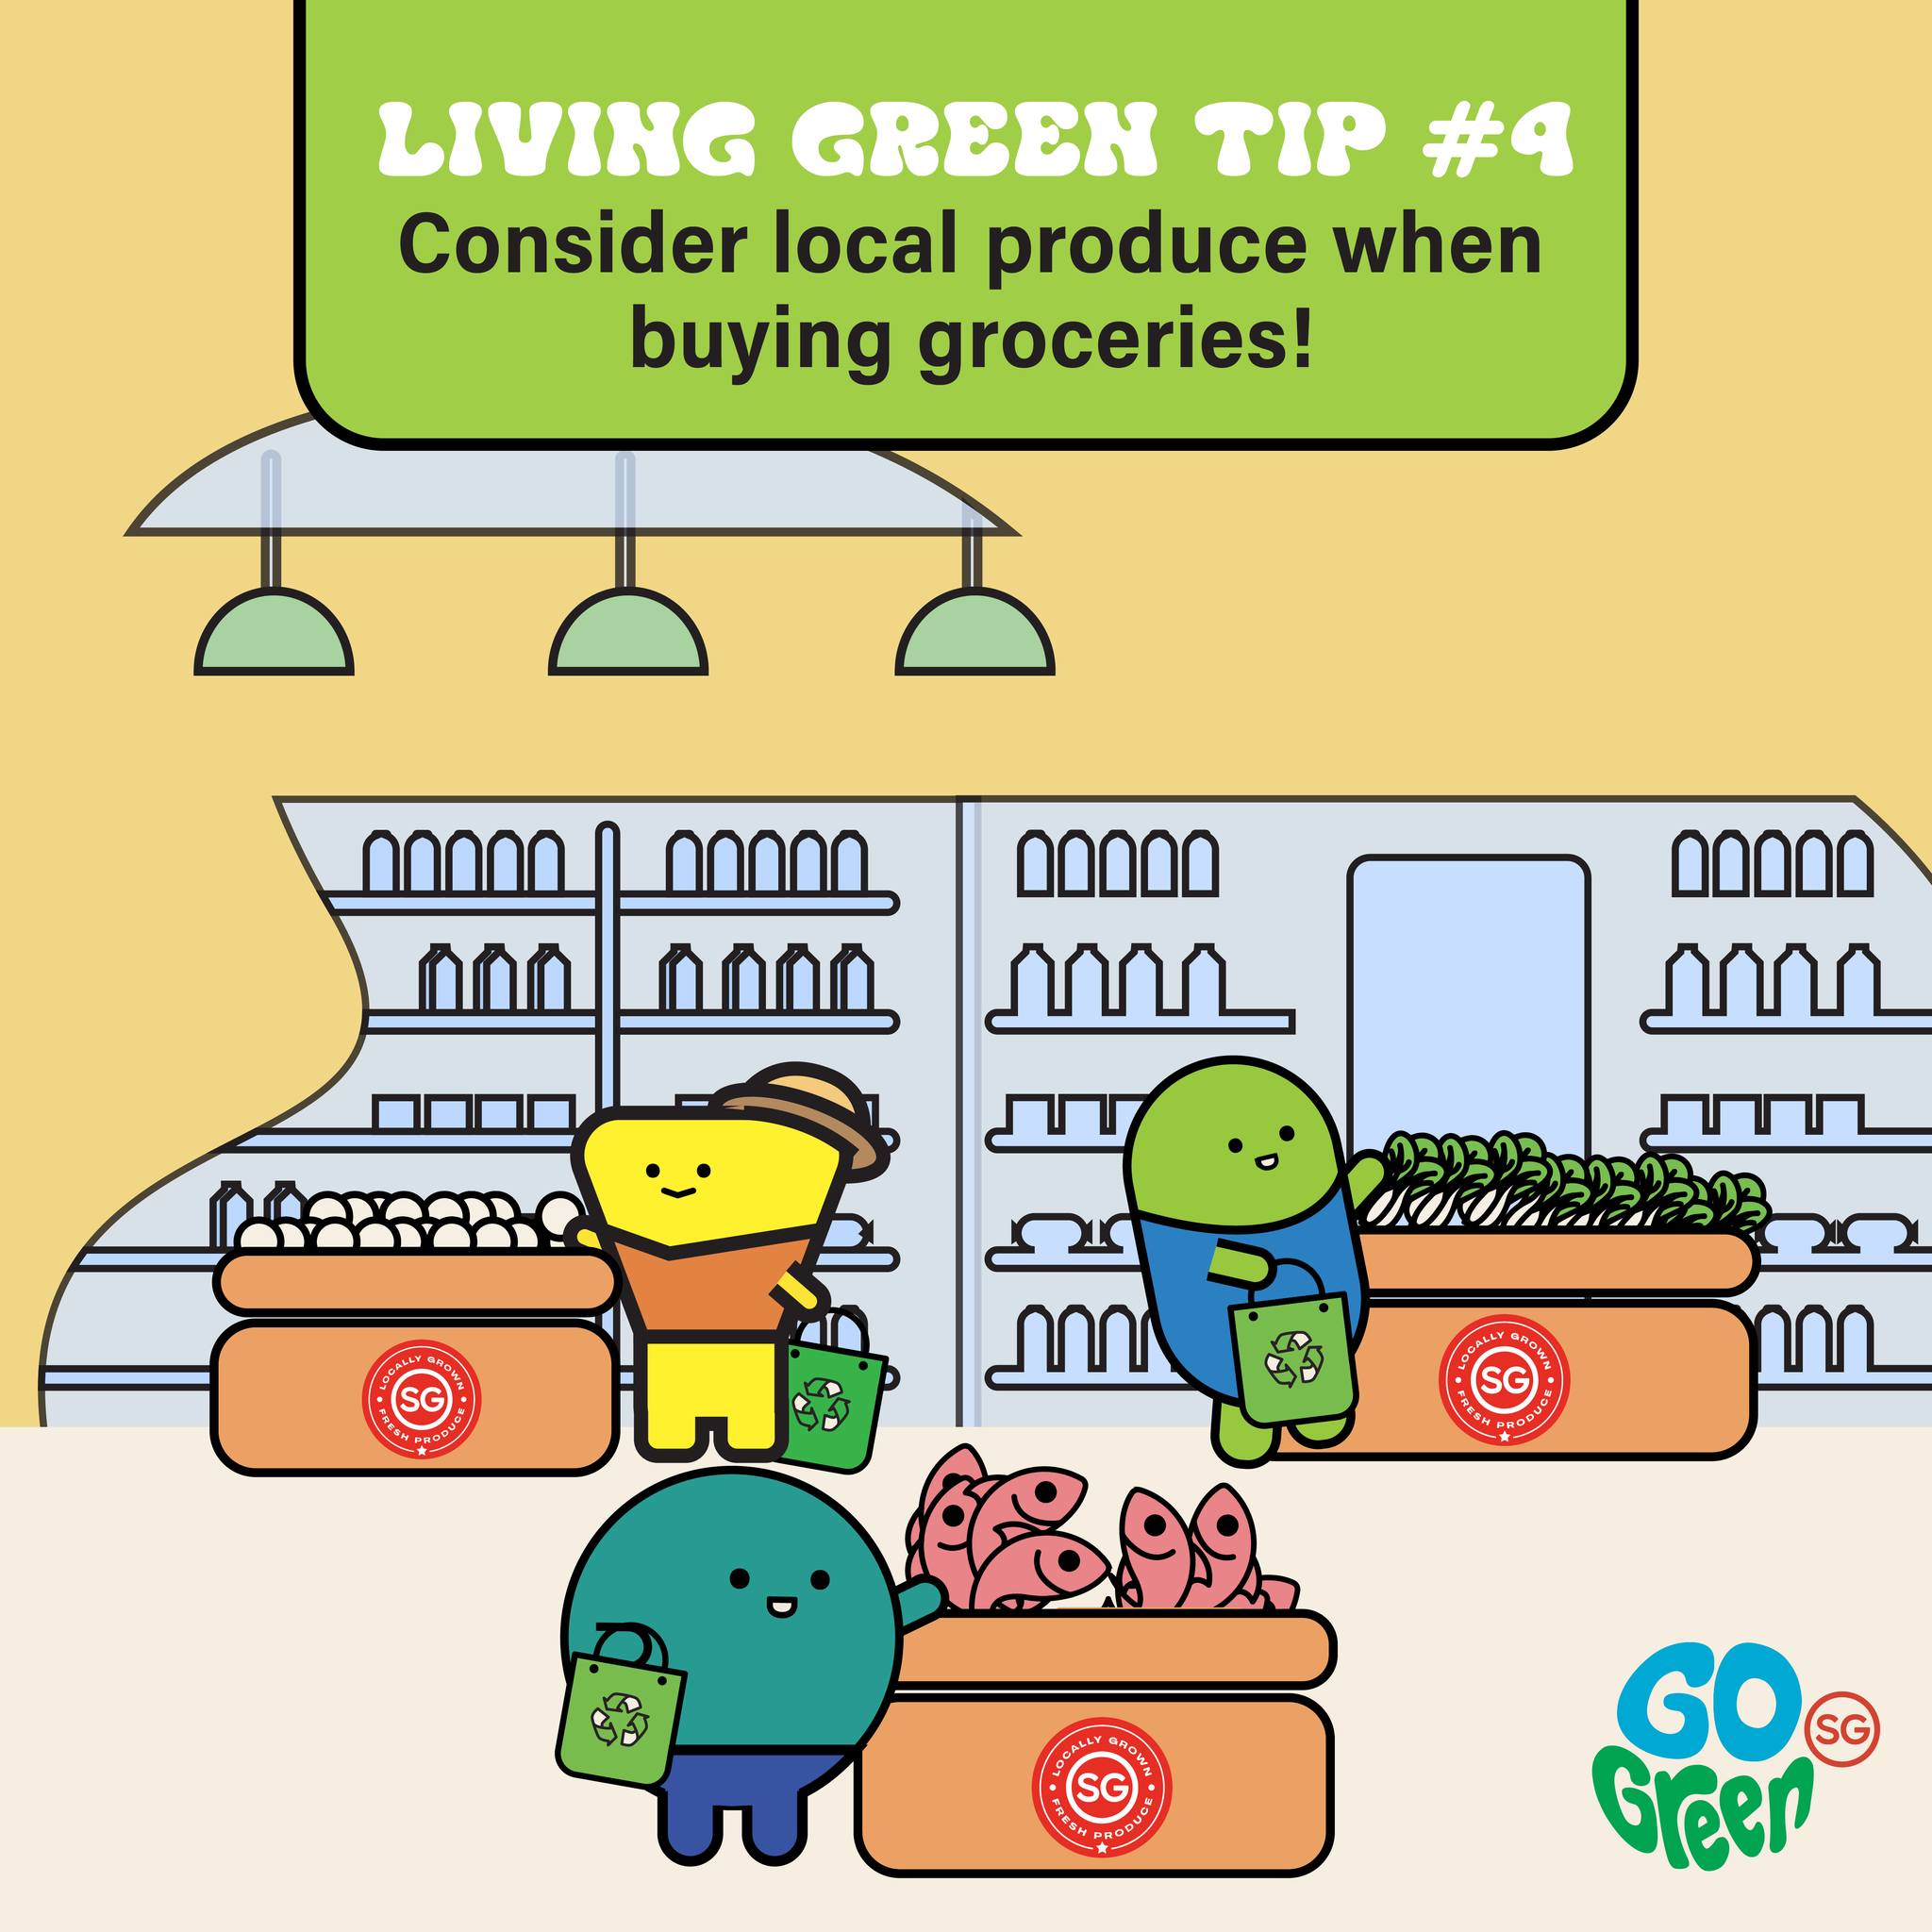 LIVING GREEN TIP #4
Consider local produce when
buying groceries!
LOCALLY GROWN
SG
FRESH PRODUCE
LOCALLY GROWN
SG
FRESH PRODUCE
LOCALLY GROWN
SG
FRESH PRODUCE
GO
SG
Green